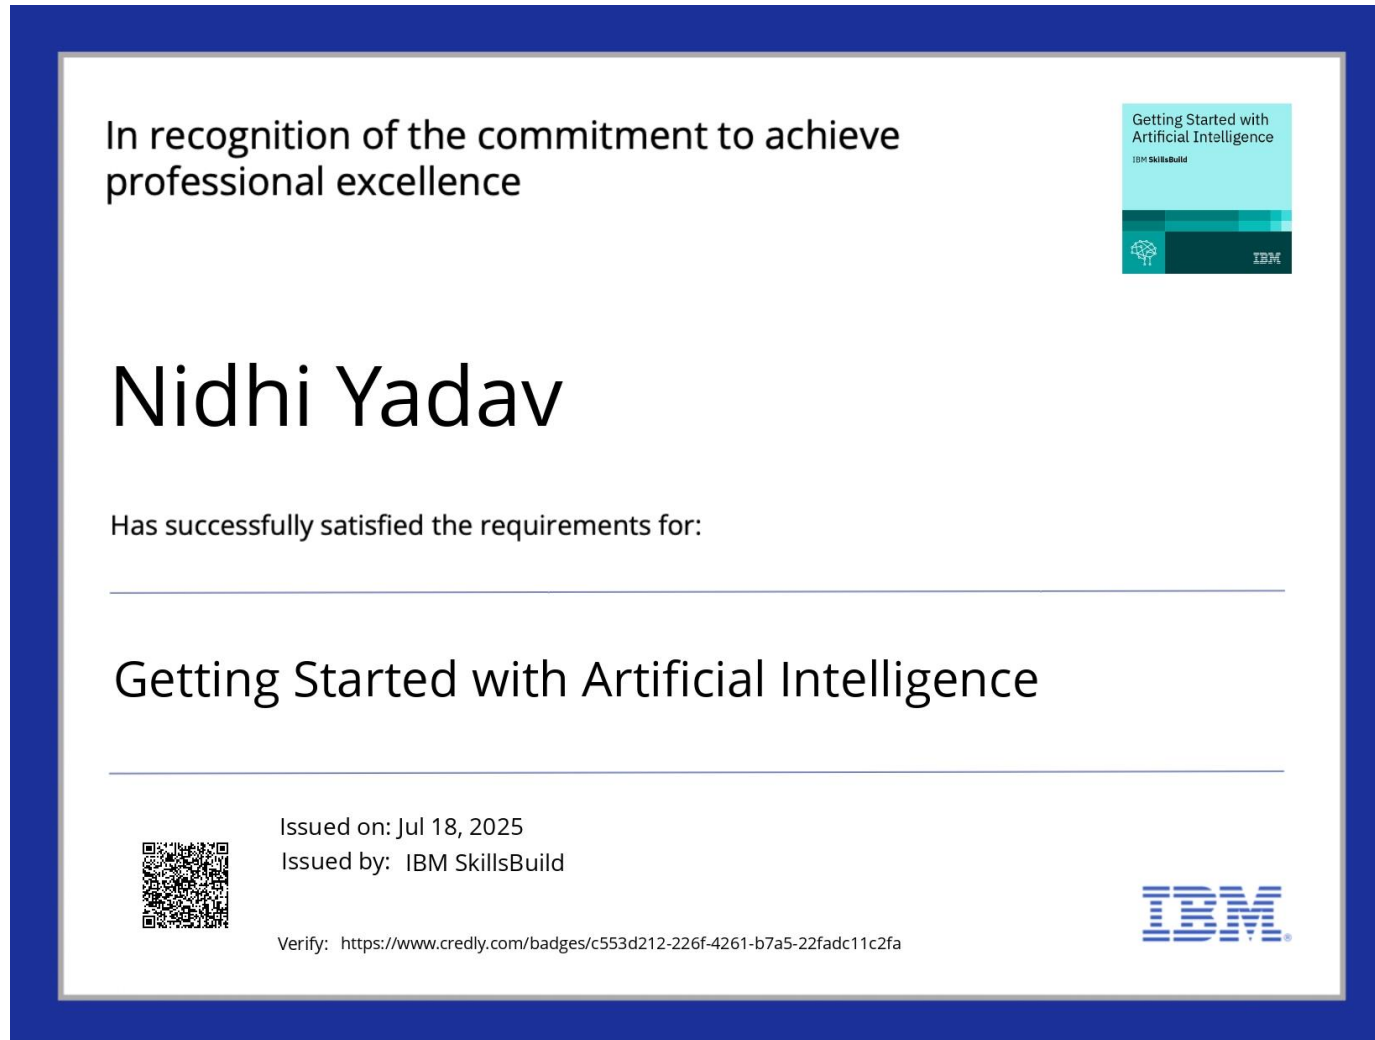 In recognition of the commitment to achieve
professional excellence
Getting Started with
Artificial Intelligence
IBM SkillsBuild
IBM
Nidhi Yadav
Has successfully satisfied the requirements for:
Getting Started with Artificial Intelligence
Issued on: Jul 18, 2025
Issued by: IBM SkillsBuild
Verify: https://www.credly.com/badges/c553d212-226f-4261-b7a5-22fadc11c2fa
IBM®